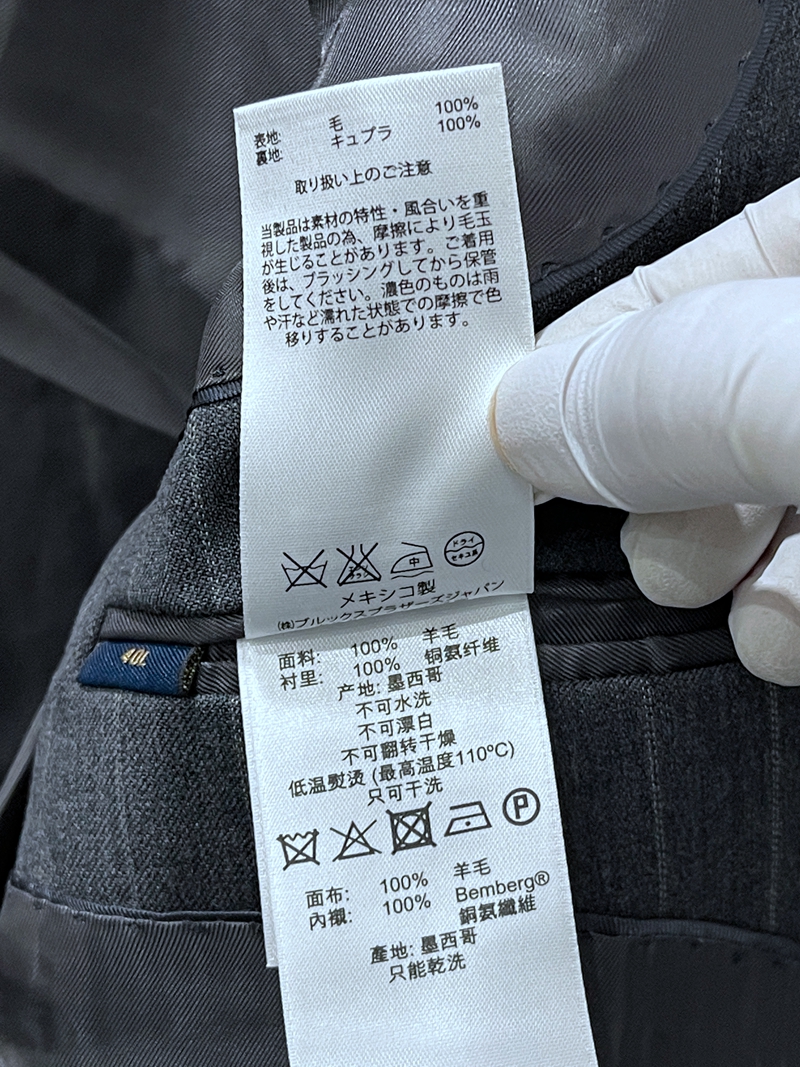 表地: 毛 100%
裏地: キュプラ 100%
取り扱い上のご注意
当製品は素材の特性・風合いを重
視した製品の為、摩擦により毛玉
が生じることがあります。ご着用
後は、ブラッシングしてから保管
をしてください。濃色のものは雨
や汗など濡れた状態での摩擦で色
移りすることがあります。
中
ドライ
セキユ系
メキシコ製
(株)ブルックスブラザーズジャパン
40L
面料: 100% 羊毛
衬里: 100% 铜氨纤维
产地: 墨西哥
不可水洗
不可漂白
不可翻转干燥
低温熨烫 (最高温度110ºC)
只可干洗
P
面布: 100% 羊毛
內襯: 100% Bemberg®
銅氨纖維
產地: 墨西哥
只能乾洗